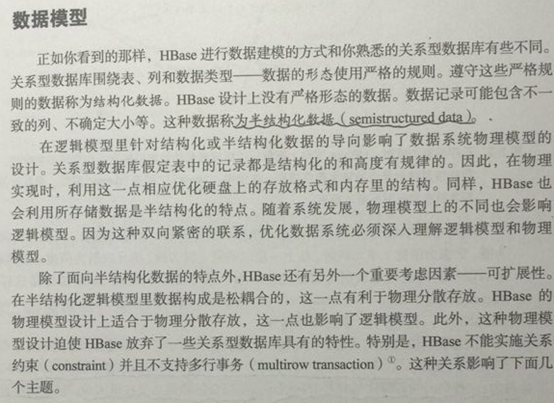 数据模型
正如你看到的那样，HBase 进行数据建模的方式和你熟悉的关系型数据库有些不同。
关系型数据库围绕表、列和数据类型——数据的形态使用严格的规则。遵守这些严格规
则的数据称为结构化数据。HBase 设计上没有严格形态的数据。数据记录可能包含不一
致的列、不确定大小等。这种数据称为半结构化数据（semistructured data）。
在逻辑模型里针对结构化或半结构化数据的导向影响了数据系统物理模型的
设计。关系型数据库假定表中的记录都是结构化的和高度有规律的。因此，在物理
实现时，利用这一点相应优化硬盘上的存放格式和内存里的结构。同样，HBase 也
会利用所存储数据是半结构化的特点。随着系统发展，物理模型上的不同也会影响
逻辑模型。因为这种双向紧密的联系，优化数据系统必须深入理解逻辑模型和物理
模型。
除了面向半结构化数据的特点外，HBase 还有另外一个重要考虑因素——可扩展性。
在半结构化逻辑模型里数据构成是松耦合的，这一点有利于物理分散存放。HBase 的
物理模型设计上适合于物理分散存放，这一点也影响了逻辑模型。此外，这种物理模
型设计迫使 HBase 放弃了一些关系型数据库具有的特性。特别是，HBase 不能实施关系
约束（constraint）并且不支持多行事务（multirow transaction）①。这种关系影响了下面几
个主题。